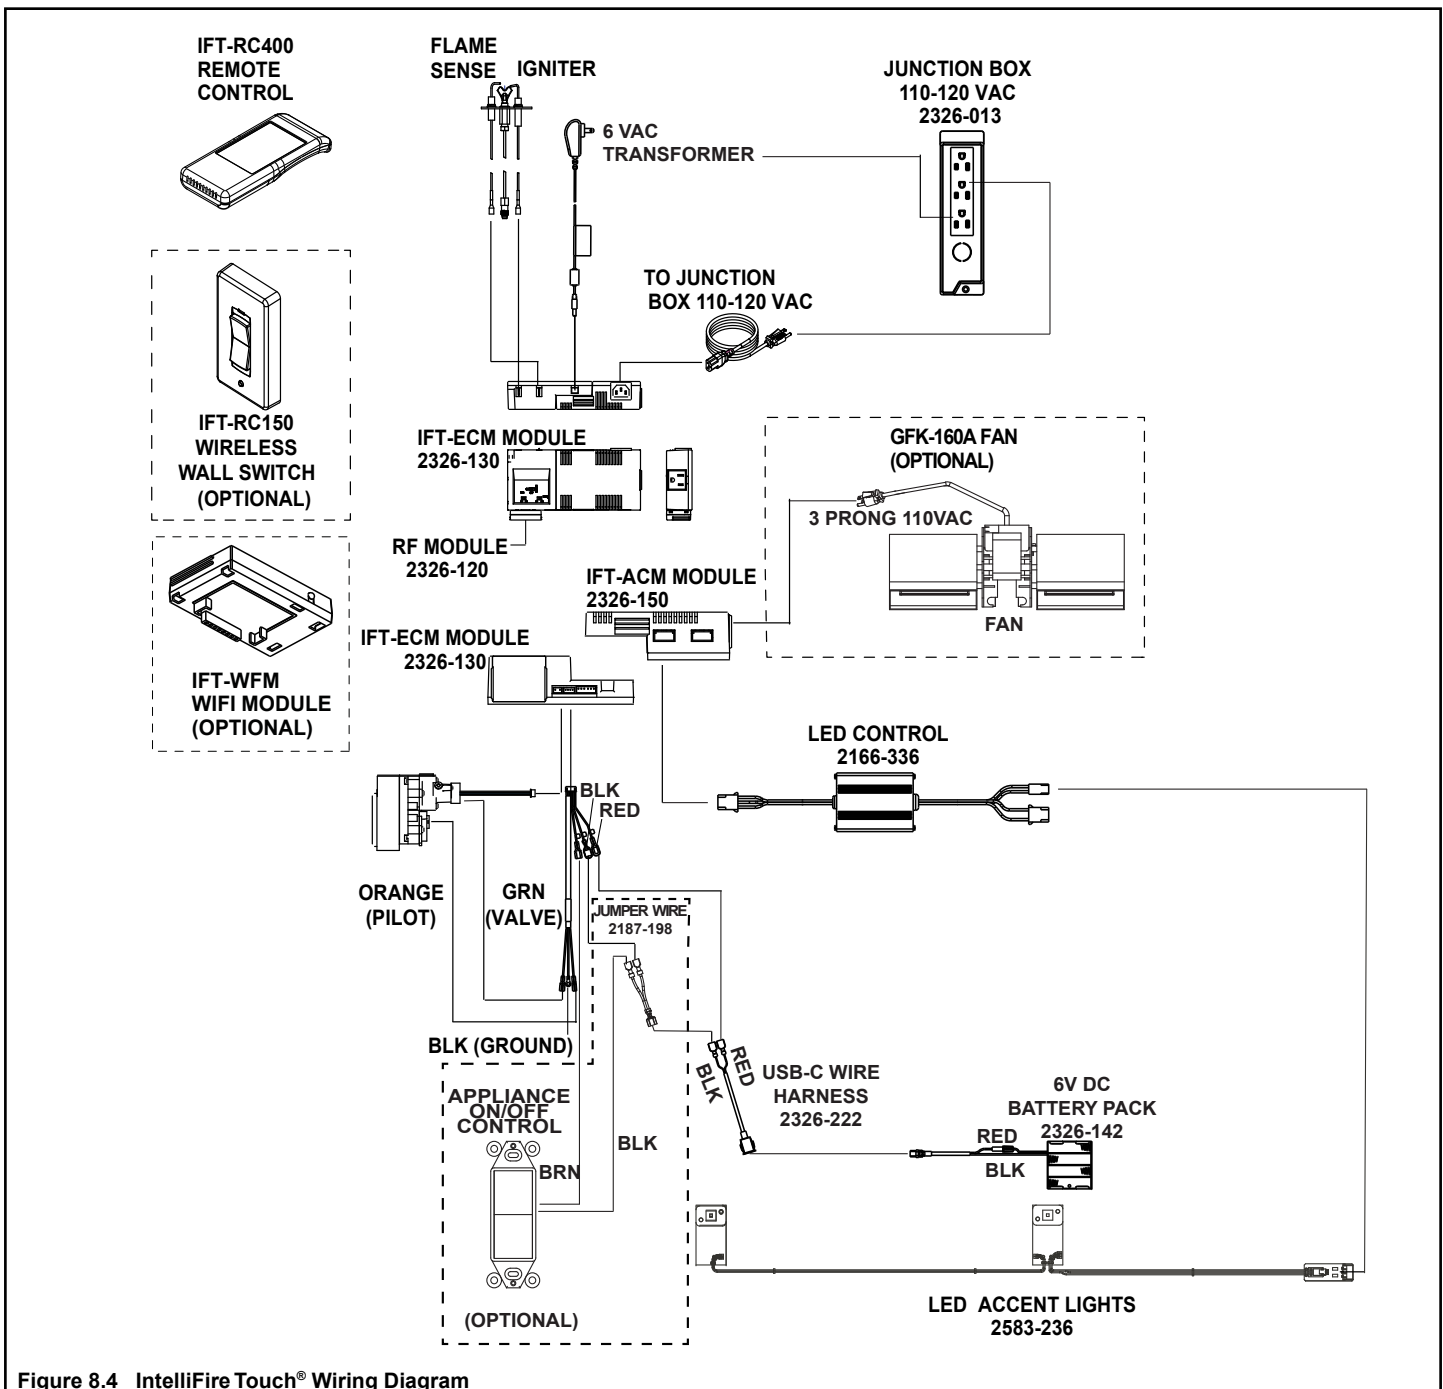 IFT-RC400
REMOTE
CONTROL
FLAME
SENSE
IGNITER
6 VAC
TRANSFORMER
JUNCTION BOX
110-120 VAC
2326-013
TO JUNCTION
BOX 110-120 VAC
IFT-RC150
WIRELESS
WALL SWITCH
(OPTIONAL)
IFT-ECM MODULE
2326-130
RF MODULE
2326-120
GFK-160A FAN
(OPTIONAL)
3 PRONG 110VAC
FAN
IFT-ACM MODULE
2326-150
IFT-WFM
WIFI MODULE
(OPTIONAL)
IFT-ECM MODULE
2326-130
LED CONTROL
2166-336
BLK
RED
ORANGE
(PILOT)
GRN
(VALVE)
JUMPER WIRE
2187-198
BLK (GROUND)
RED
BLK
USB-C WIRE
HARNESS
2326-222
6V DC
BATTERY PACK
2326-142
RED
BLK
APPLIANCE
ON/OFF
CONTROL
BRN
BLK
(OPTIONAL)
LED ACCENT LIGHTS
2583-236
Figure 8.4 IntelliFire Touch® Wiring Diagram